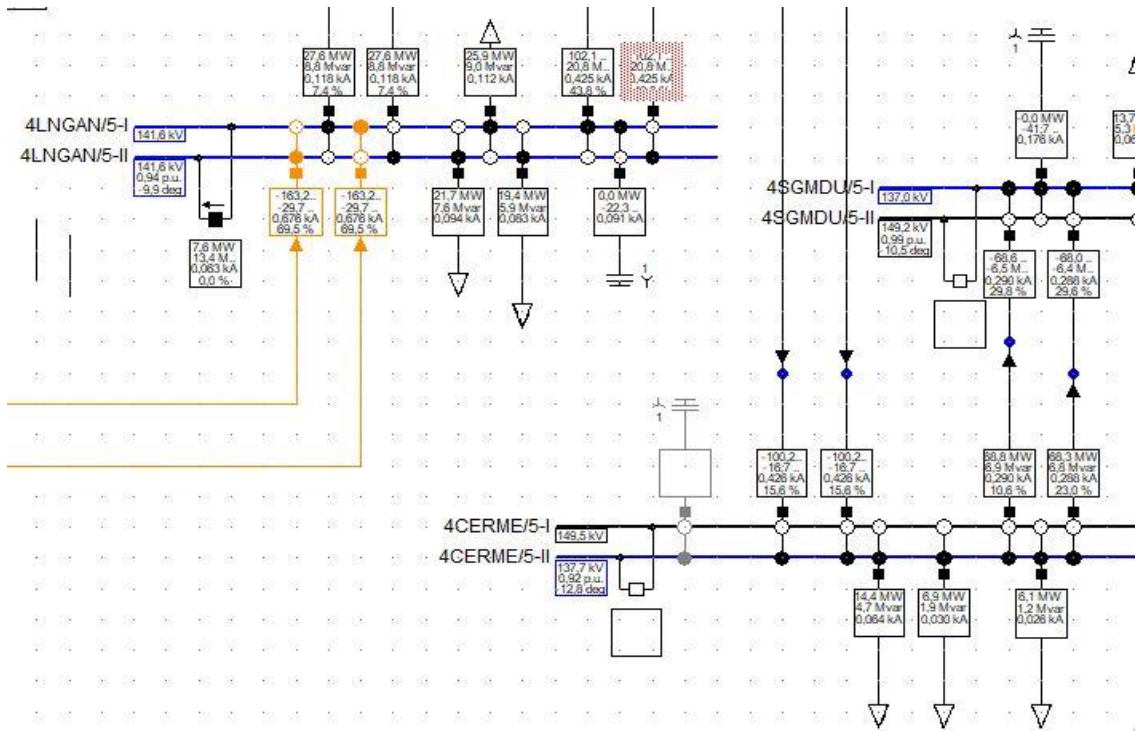 27,6 MW
8,8 Mvar
0,118 kA
7,4 %
27,6 MW
8,8 Mvar
0,118 kA
7,4 %
25,9 MW
9,0 Mvar
0,112 kA
102,1 ..
20,8 M..
0,425 kA
43,8 %
102,1 ..
20,8 M..
0,425 kA
1
-0,0 MW
-41,7 ..
0,176 kA
13,7
5,3
0,06
4LNGAN/5-I
141,6 kV
4LNGAN/5-II
141,6 kV
0,94 p.u.
-9,9 deg
7,6 MW
13,4 M..
0,063 kA
0,0 %
-163,2..
-29,7 ..
0,676 kA
69,5 %
-163,2..
-29,7 ..
0,676 kA
69,5 %
21,7 MW
7,6 Mvar
0,094 kA
19,4 MW
5,9 Mvar
0,083 kA
0,0 MW
-22,3 ..
0,091 kA
1
4SGMDU/5-I
137,0 kV
4SGMDU/5-II
149,2 kV
0,99 p.u.
-10,5 deg
-68,6 ..
-6,5 M..
0,290 kA
29,8 %
-68,0 ..
-6,4 M..
0,288 kA
29,6 %
1
-100,2..
-16,7 ..
0,426 kA
15,6 %
-100,2..
-16,7 ..
0,426 kA
15,6 %
68,8 MW
6,9 Mvar
0,290 kA
10,6 %
68,3 MW
6,8 Mvar
0,288 kA
23,0 %
4CERME/5-I
149,5 kV
4CERME/5-II
137,7 kV
0,92 p.u.
-12,8 deg
14,4 MW
4,7 Mvar
0,064 kA
6,9 MW
1,9 Mvar
0,030 kA
6,1 MW
1,2 Mvar
0,026 kA